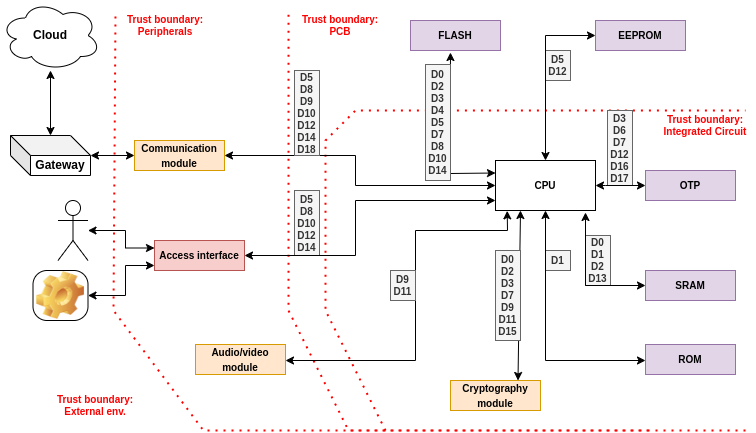 Cloud
Trust boundary:
Peripherals
Trust boundary:
PCB
FLASH
EEPROM
D5
D12
D0
D2
D3
D4
D5
D7
D8
D10
D14
D5
D8
D9
D10
D12
D14
D18
Trust boundary:
Integrated Circuit
D3
D6
D7
D12
D16
D17
Gateway
Communication
module
CPU
OTP
D5
D8
D10
D12
D14
Access interface
D9
D11
D0
D2
D3
D7
D9
D11
D15
D1
D0
D1
D2
D13
SRAM
Audio/video
module
ROM
Cryptography
module
Trust boundary:
External env.